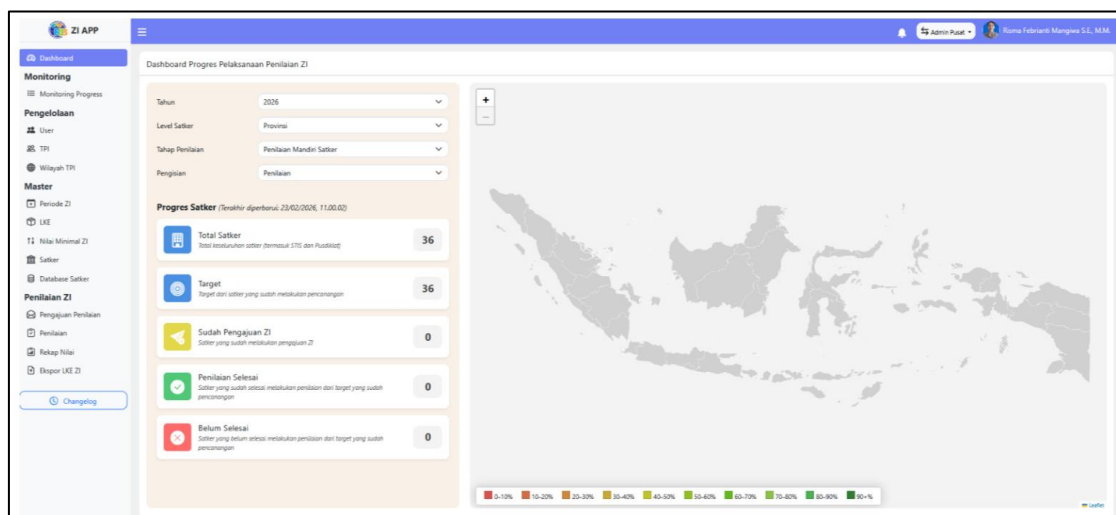 ZI APP
Admin Pusat
Risma Febrianti Mangiwa S.E., M.M.
Dashboard
Monitoring
Monitoring Progress
Pengelolaan
User
TPI
Wilayah TPI
Master
Periode ZI
LKE
Nilai Minimal ZI
Satker
Database Satker
Penilaian ZI
Pengajuan Penilaian
Penilaian
Rekap Nilai
Ekspor LKE ZI
Changelog
Dashboard Progres Pelaksanaan Penilaian ZI
Tahun 2026
Level Satker Provinsi
Tahap Penilaian Penilaian Mandiri Satker
Pengisian Penilaian
Progres Satker (Terakhir diperbarui: 23/02/2026, 11.00.02)
Total Satker
Total keseluruhan satker (termasuk STIS dan Pusdiklat)
36
Target
Target dari satker yang sudah melakukan pencanangan
36
Sudah Pengajuan ZI
Satker yang sudah melakukan pengajuan ZI
0
Penilaian Selesai
Satker yang sudah selesai melakukan penilaian dari target yang sudah
pencanangan
0
Belum Selesai
Satker yang belum selesai melakukan penilaian dari target yang sudah
pencanangan
0
+
−
0-10% 10-20% 20-30% 30-40% 40-50% 50-60% 60-70% 70-80% 80-90% 90+%
Leaflet